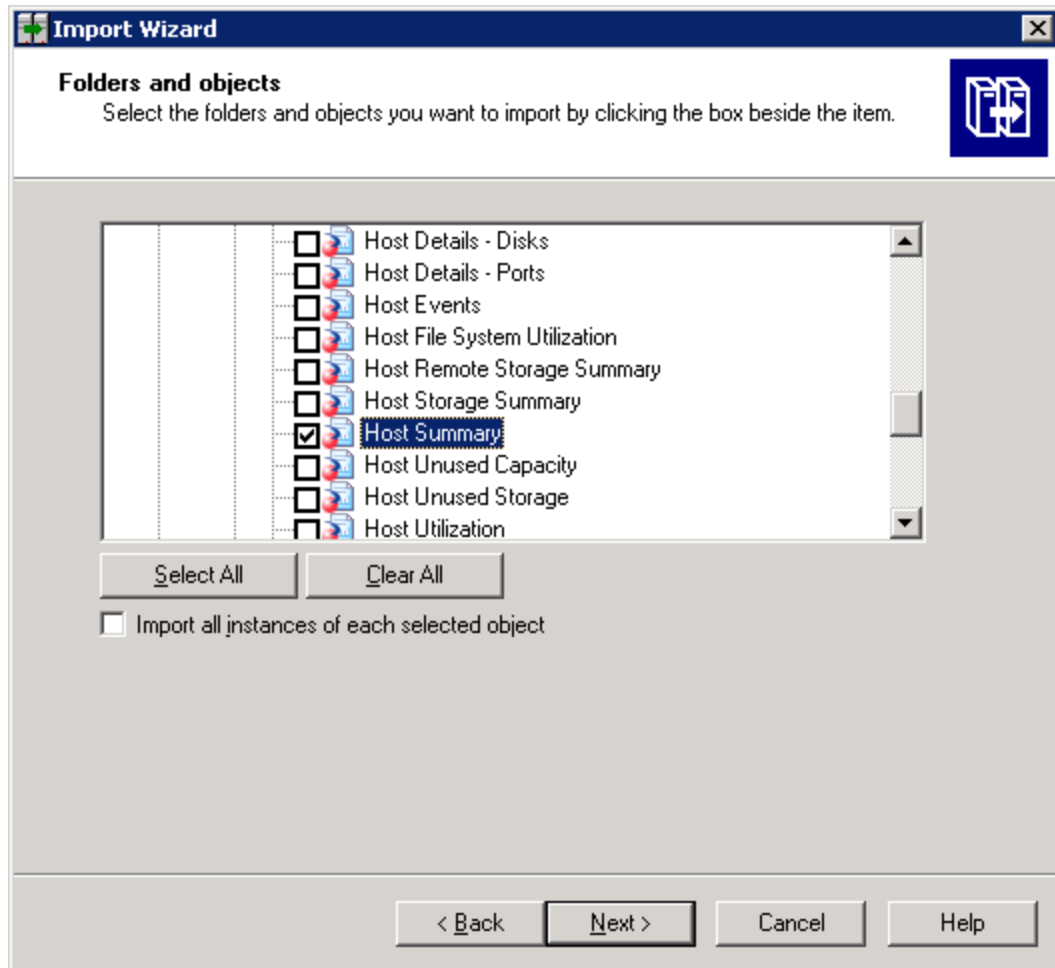 Import Wizard
Folders and objects
Select the folders and objects you want to import by clicking the box beside the item.
Host Details - Disks
Host Details - Ports
Host Events
Host File System Utilization
Host Remote Storage Summary
Host Storage Summary
Host Summary
Host Unused Capacity
Host Unused Storage
Host Utilization
Select All Clear All
Import all instances of each selected object
< Back Next > Cancel Help